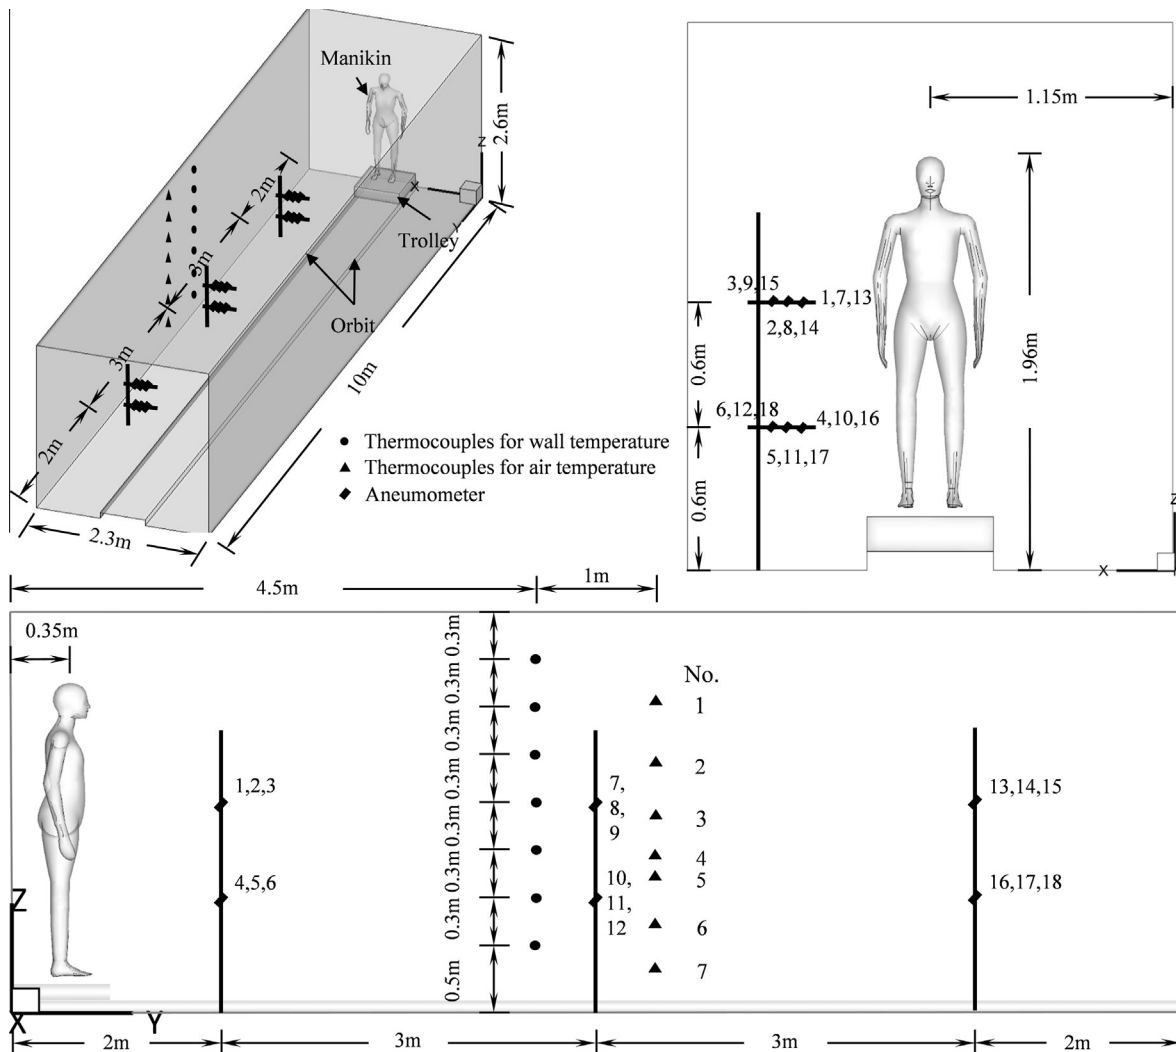 Manikin
2.6m
Z
X
Y
2m
Trolley
3m
Orbit
3m
10m
2m
2.3m
Thermocouples for wall temperature
Thermocouples for air temperature
Aneumometer
1.15m
3,9,15
1,7,13
2,8,14
0.6m
1.96m
6,12,18
4,10,16
5,11,17
0.6m
Z
X
4.5m
1m
0.35m
0.3m
0.3m
0.3m
0.3m
0.3m
0.3m
0.3m
0.5m
No.
1
2
3
4
5
6
7
1,2,3
4,5,6
7,
8,
9
10,
11,
12
13,14,15
16,17,18
Z
X
Y
2m
3m
3m
2m